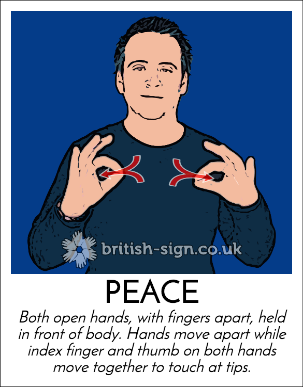 british-sign.co.uk
PEACE
Both open hands, with fingers apart, held
in front of body. Hands move apart while
index finger and thumb on both hands
move together to touch at tips.